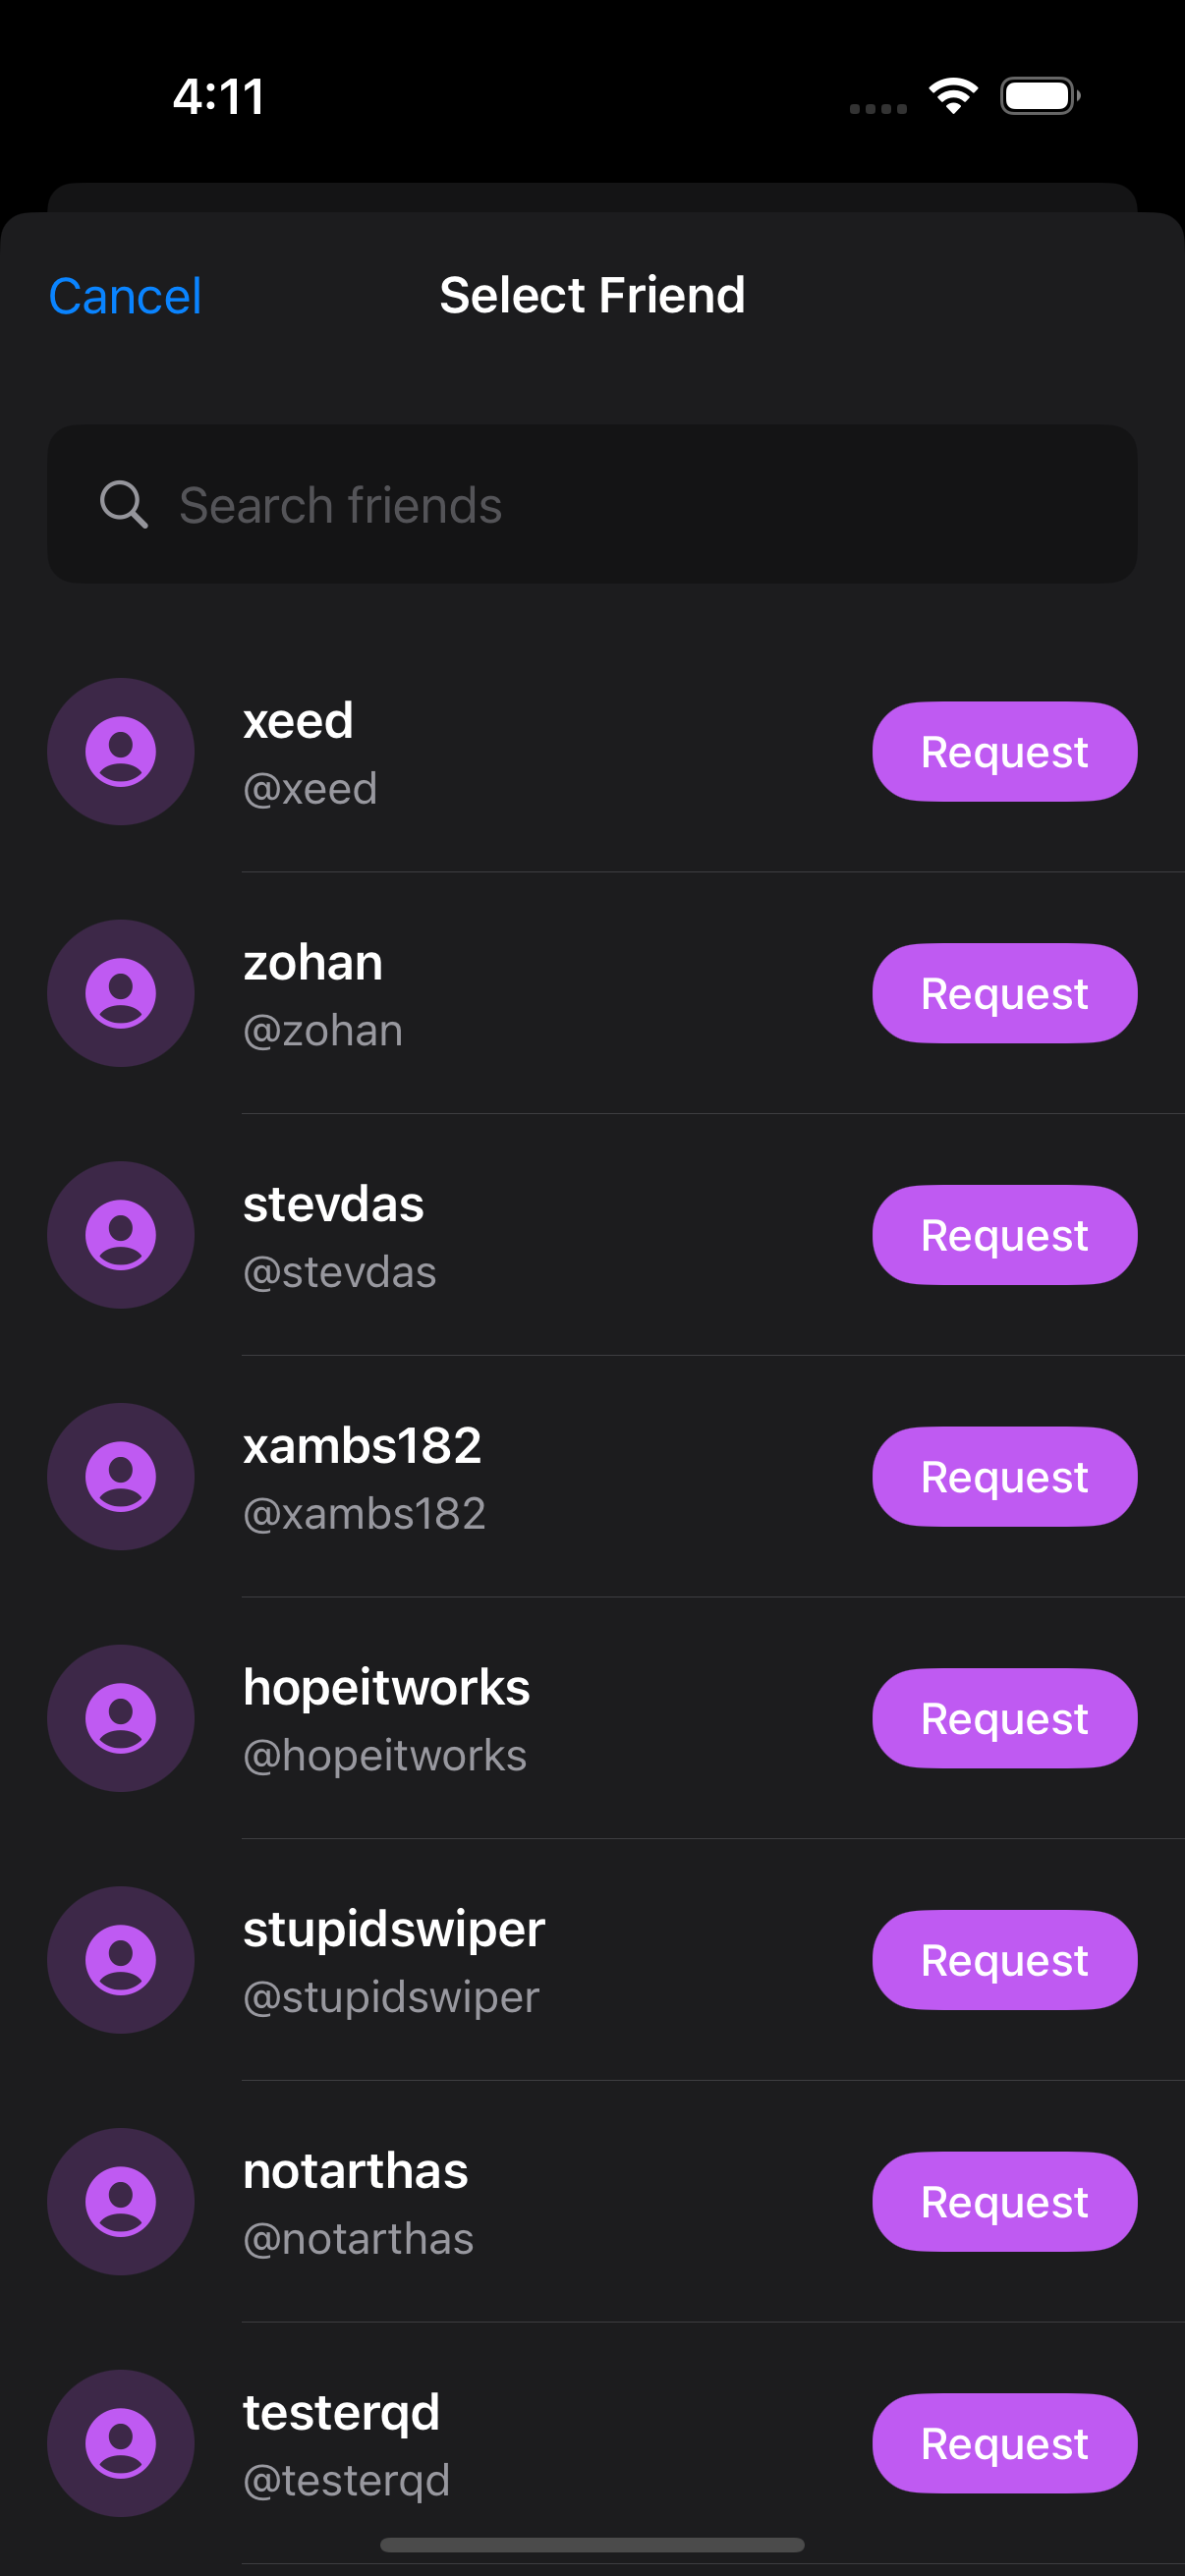 4:11
Cancel
Select Friend
Search friends
xeed
@xeed
Request
zohan
@zohan
Request
stevdas
@stevdas
Request
xambs182
@xambs182
Request
hopeitworks
@hopeitworks
Request
stupidswiper
@stupidswiper
Request
notarthas
@notarthas
Request
testerqd
@testerqd
Request